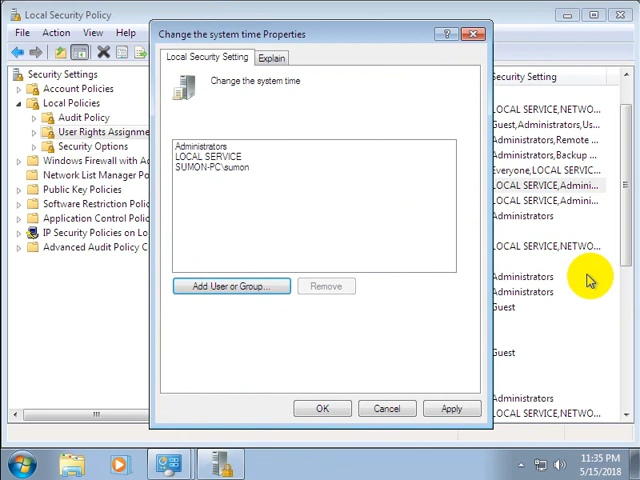 Local Security Policy
File Action View Help
Security Settings
Account Policies
Local Policies
Audit Policy
User Rights Assignme
Security Options
Windows Firewall with Ad
Network List Manager Po
Public Key Policies
Software Restriction Polic
Application Control Polic
IP Security Policies on Lo
Advanced Audit Policy C
Change the system time Properties
?
Local Security Setting Explain
Change the system time
Administrators
LOCAL SERVICE
SUMON-PC\sumon
Add User or Group... Remove
OK Cancel Apply
Security Setting
LOCAL SERVICE,NETWO...
Guest,Administrators,Us...
Administrators,Remote ...
Administrators,Backup ...
Everyone,LOCAL SERVIC...
LOCAL SERVICE,Admini...
LOCAL SERVICE,Admini...
Administrators
LOCAL SERVICE,NETWO...
Administrators
Administrators
Guest
Guest
Administrators
LOCAL SERVICE,NETWO...
11:35 PM
5/15/2018